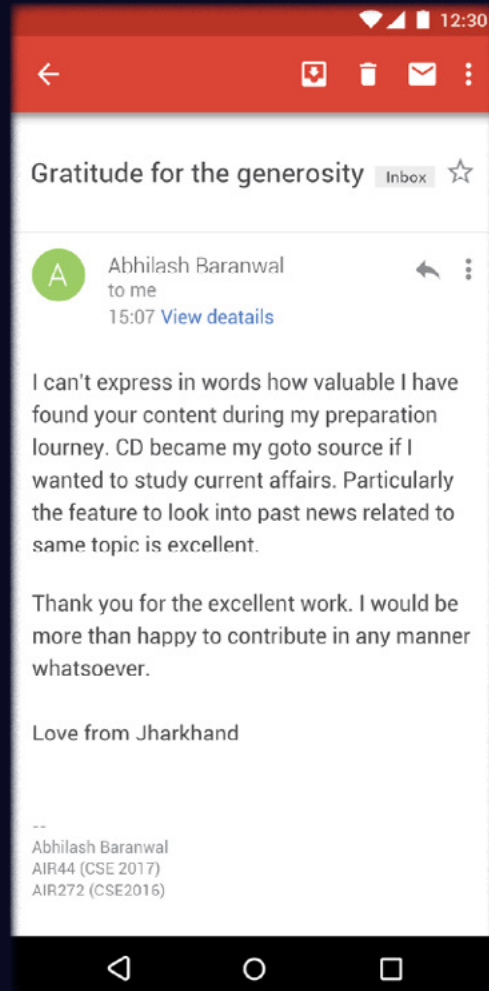 12:30
Gratitude for the generosity Inbox
A
Abhilash Baranwal
to me
15:07 View deatails
I can't express in words how valuable I have
found your content during my preparation
lourney. CD became my goto source if I
wanted to study current affairs. Particularly
the feature to look into past news related to
same topic is excellent.
Thank you for the excellent work. I would be
more than happy to contribute in any manner
whatsoever.
Love from Jharkhand
--
Abhilash Baranwal
AIR44 (CSE 2017)
AIR272 (CSE2016)